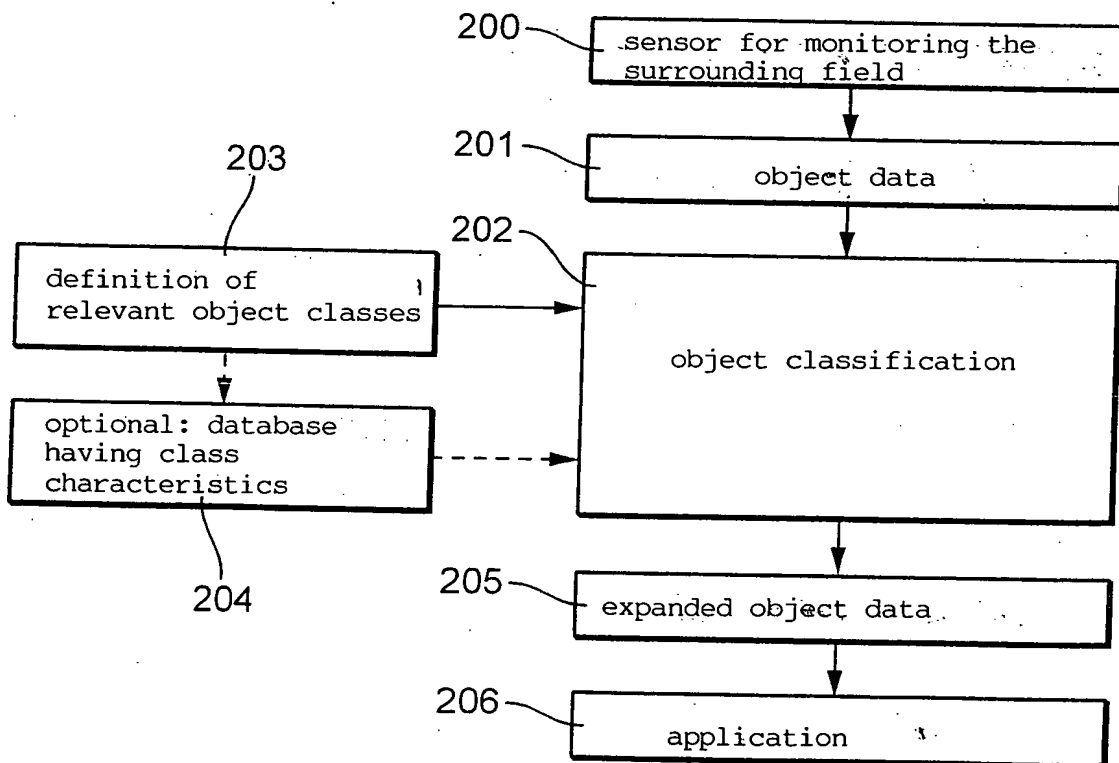 200
sensor for monitoring the
surrounding field
201
object data
203
202
definition of
relevant object classes
object classification
optional: database
having class
characteristics
204
205
expanded object data
206
application